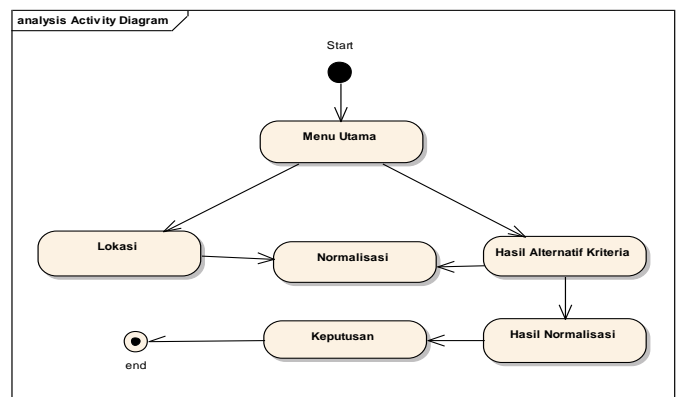 analysis Activity Diagram
Start
Menu Utama
Lokasi
Normalisasi
Hasil Alternatif Kriteria
Keputusan
Hasil Normalisasi
end